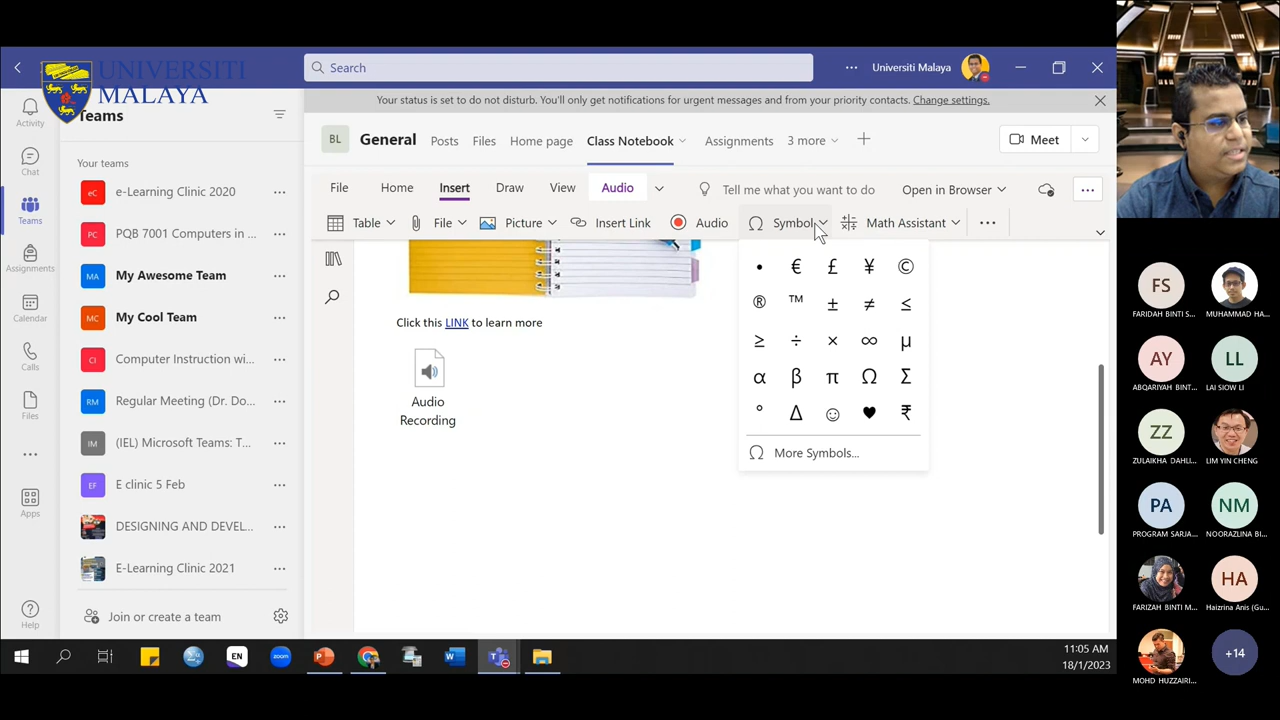 UNIVERSITI
MALAYA
Search
Universiti Malaya
Your status is set to do not disturb. You'll only get notifications for urgent messages and from your priority contacts. Change settings.
Activity
Chat
Teams
Assignments
Calendar
Calls
Files
Apps
Help
Teams
Your teams
eC e-Learning Clinic 2020
PC PQB 7001 Computers in ...
MA My Awesome Team
MC My Cool Team
CI Computer Instruction wi...
RM Regular Meeting (Dr. Do...
IM (IEL) Microsoft Teams: T...
EF E clinic 5 Feb
DESIGNING AND DEVEL...
E-Learning Clinic 2021
Join or create a team
BL General Posts Files Home page Class Notebook Assignments 3 more
Meet
File Home Insert Draw View Audio Tell me what you want to do Open in Browser
Table File Picture Insert Link Audio Symbol Math Assistant
Click this LINK to learn more
Audio
Recording
• € £ ¥ ©
® ™ ± ≠ ≤
≥ ÷ × ∞ µ
α β π Ω Σ
° Δ ☺ ♥ ₹
Ω More Symbols...
EN
zoom
11:05 AM
18/1/2023
FS
FARIDAH BINTI S...
MUHAMMAD HA...
AY
ABQARIYAH BINT...
LL
LAI SIOW LI
ZZ
ZULAIKHA DAHLI...
LIM YIN CHENG
PA
PROGRAM SARJA...
NM
NOORAZLINA BI...
FARIZAH BINTI M...
HA
Haizrina Anis (Gu...
MOHD HUZZAIRI...
+14